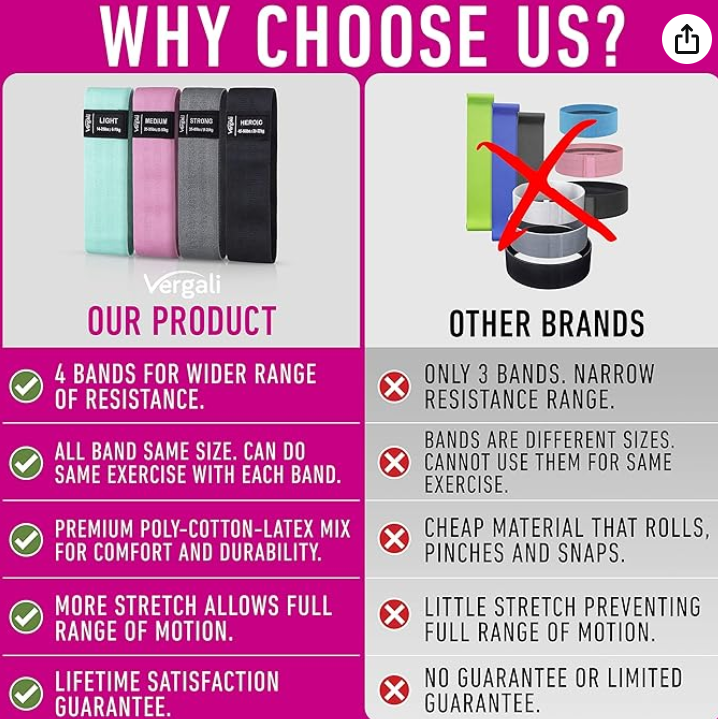 WHY CHOOSE US?
Vergali LIGHT
Vergali MEDIUM
Vergali STRONG
Vergali HEROIC
Vergali
OUR PRODUCT
OTHER BRANDS
4 BANDS FOR WIDER RANGE
OF RESISTANCE.
ONLY 3 BANDS. NARROW
RESISTANCE RANGE.
ALL BAND SAME SIZE. CAN DO
SAME EXERCISE WITH EACH BAND.
BANDS ARE DIFFERENT SIZES.
CANNOT USE THEM FOR SAME
EXERCISE.
PREMIUM POLY-COTTON-LATEX MIX
FOR COMFORT AND DURABILITY.
CHEAP MATERIAL THAT ROLLS,
PINCHES AND SNAPS.
MORE STRETCH ALLOWS FULL
RANGE OF MOTION.
LITTLE STRETCH PREVENTING
FULL RANGE OF MOTION.
LIFETIME SATISFACTION
GUARANTEE.
NO GUARANTEE OR LIMITED
GUARANTEE.